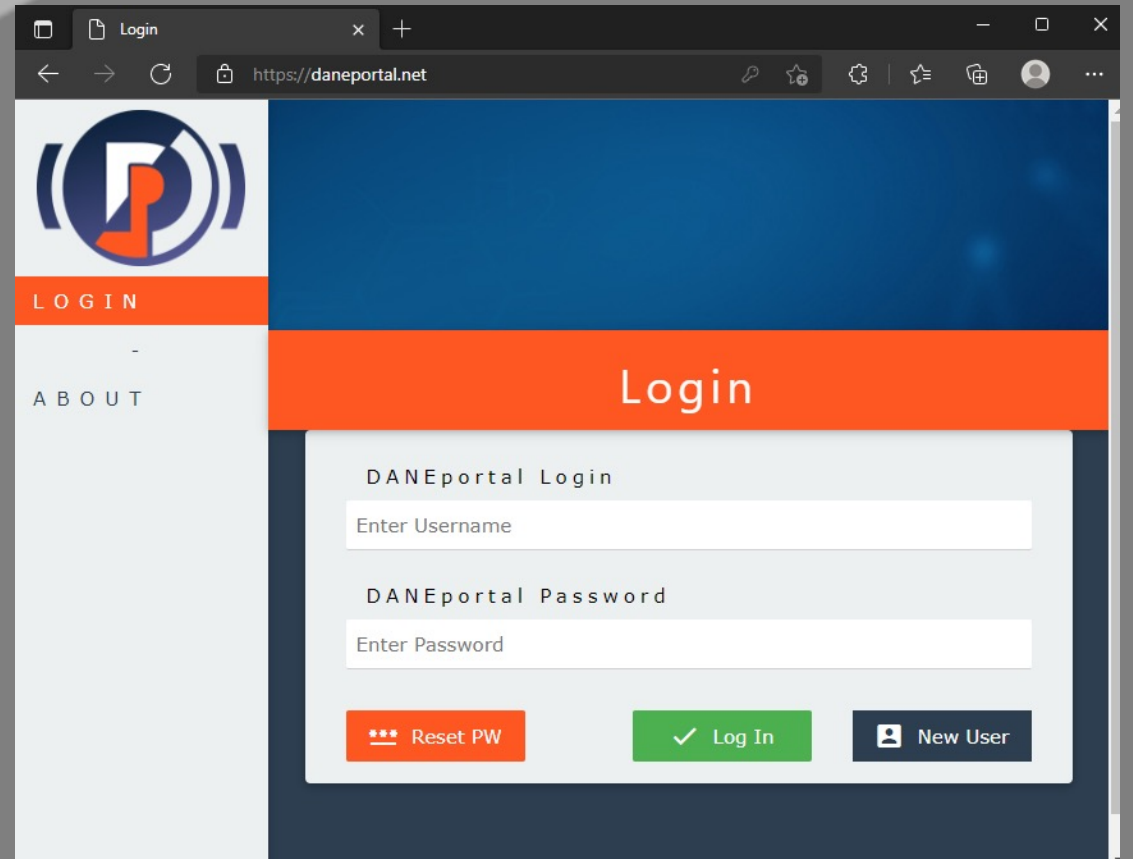 Login
https://daneportal.net
LOGIN
-
ABOUT
Login
DANEportal Login
Enter Username
DANEportal Password
Enter Password
*** Reset PW
Log In
New User